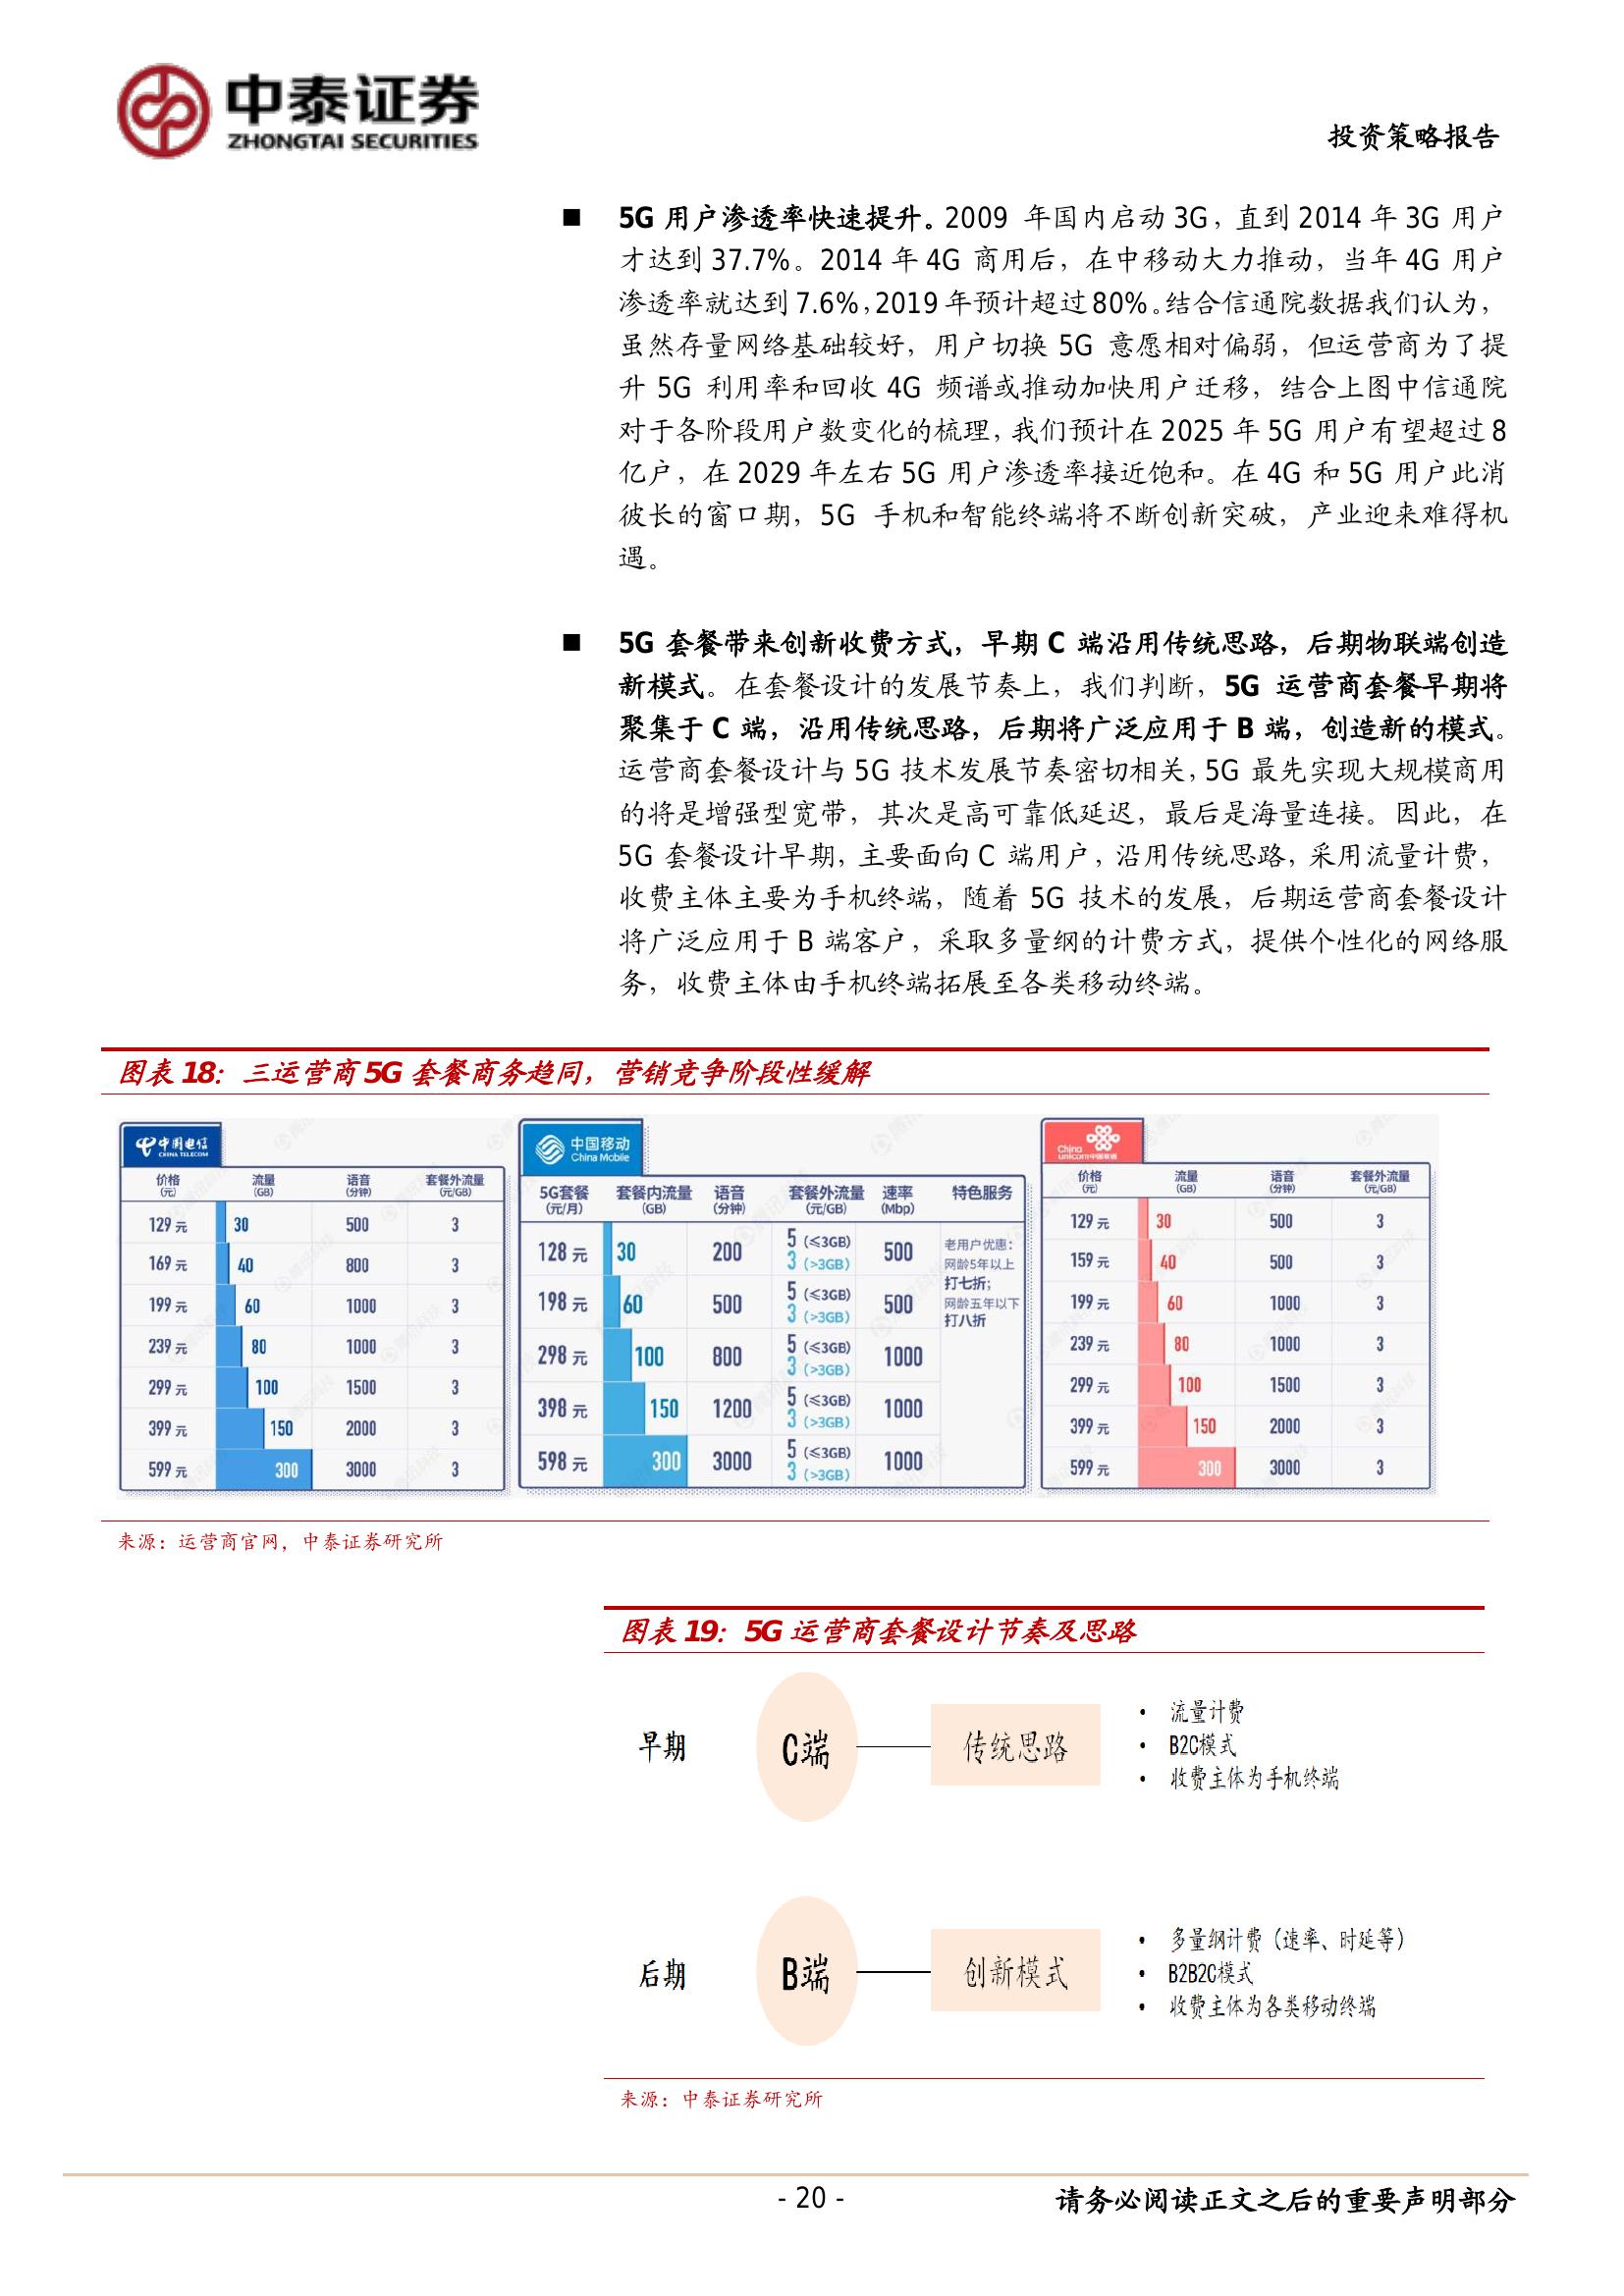 中泰证券
ZHONGTAI SECURITIES
投资策略报告
■ 5G 用户渗透率快速提升。2009 年国内启动 3G，直到 2014 年 3G 用户
才达到 37.7%。2014 年 4G 商用后，在中移动大力推动，当年 4G 用户
渗透率就达到 7.6%，2019 年预计超过 80%。结合信通院数据我们认为，
虽然存量网络基础较好，用户切换 5G 意愿相对偏弱，但运营商为了提
升 5G 利用率和回收 4G 频谱或推动加快用户迁移，结合上图中信通院
对于各阶段用户数变化的梳理，我们预计在 2025 年 5G 用户有望超过 8
亿户，在 2029 年左右 5G 用户渗透率接近饱和。在 4G 和 5G 用户此消
彼长的窗口期，5G 手机和智能终端将不断创新突破，产业迎来难得机
遇。
■ 5G 套餐带来创新收费方式，早期 C 端沿用传统思路，后期物联端创造
新模式。在套餐设计的发展节奏上，我们判断，5G 运营商套餐早期将
聚集于 C 端，沿用传统思路，后期将广泛应用于 B 端，创造新的模式。
运营商套餐设计与 5G 技术发展节奏密切相关，5G 最先实现大规模商用
的将是增强型宽带，其次是高可靠低延迟，最后是海量连接。因此，在
5G 套餐设计早期，主要面向 C 端用户，沿用传统思路，采用流量计费，
收费主体主要为手机终端，随着 5G 技术的发展，后期运营商套餐设计
将广泛应用于 B 端客户，采取多量纲的计费方式，提供个性化的网络服
务，收费主体由手机终端拓展至各类移动终端。
图表 18：三运营商 5G 套餐商务趋同，营销竞争阶段性缓解
中国电信
CHINA TELECOM
价格 流量 语音 套餐外流量
(元) (GB) (分钟) (元/GB)
129 元 30 500 3
169 元 40 800 3
199 元 60 1000 3
239 元 80 1000 3
299 元 100 1500 3
399 元 150 2000 3
599 元 300 3000 3
中国移动
China Mobile
5G套餐 套餐内流量 语音 套餐外流量 速率 特色服务
(元/月) (GB) (分钟) (元/GB) (Mbp)
128 元 30 200 5 (≤3GB) 3 (>3GB) 500
198 元 60 500 5 (≤3GB) 3 (>3GB) 500
298 元 100 800 5 (≤3GB) 3 (>3GB) 1000
398 元 150 1200 5 (≤3GB) 3 (>3GB) 1000
598 元 300 3000 5 (≤3GB) 3 (>3GB) 1000
老用户优惠：
网龄5年以上
打七折；
网龄五年以下
打八折
China
unicom中国联通
价格 流量 语音 套餐外流量
(元) (GB) (分钟) (元/GB)
129 元 30 500 3
159 元 40 500 3
199 元 60 1000 3
239 元 80 1000 3
299 元 100 1500 3
399 元 150 2000 3
599 元 300 3000 3
来源：运营商官网，中泰证券研究所
图表 19：5G 运营商套餐设计节奏及思路
早期
C端
传统思路
• 流量计费
• B2C模式
• 收费主体为手机终端
后期
B端
创新模式
• 多量纲计费（速率、时延等）
• B2B2C模式
• 收费主体为各类移动终端
来源：中泰证券研究所
- 20 -
请务必阅读正文之后的重要声明部分